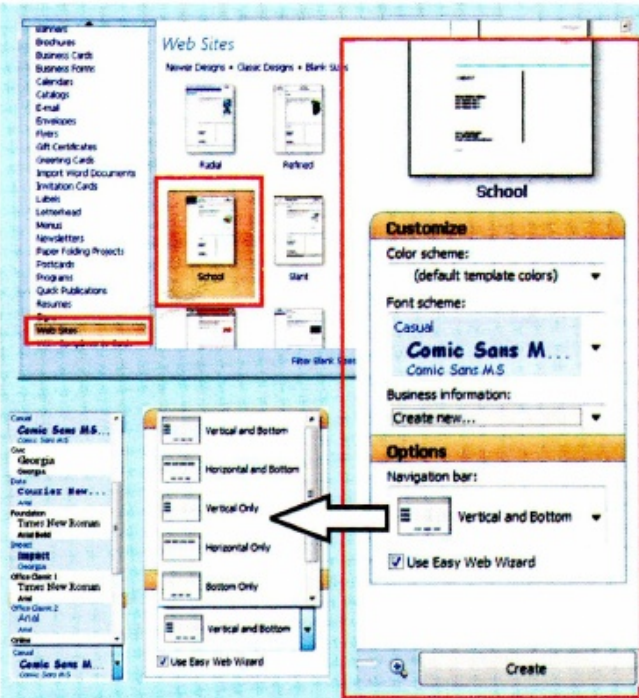 Banners
Brochures
Business Cards
Business Forms
Calendars
Catalogs
E-mail
Envelopes
Flyers
Gift Certificates
Greeting Cards
Import Word Documents
Invitation Cards
Labels
Letterhead
Menus
Newsletters
Paper Folding Projects
Postcards
Programs
Quick Publications
Resumes
Web Sites
Web Sites
Newer Designs • Classic Designs • Blank Sizes
Radial
Refined
School
Slant
Filter Blank Sizes
School
Customize
Color scheme:
(default template colors)
Font scheme:
Casual
Comic Sans M...
Comic Sans MS
Business information:
Create new...
Options
Navigation bar:
Vertical and Bottom
Use Easy Web Wizard
Create
Casual
Comic Sans MS...
Comic Sans MS
Civic
Georgia
Georgia
Data
Courier New...
Arial
Foundation
Times New Roman
Arial Bold
Impact
Impact
Georgia
Office Classic 1
Times New Roman
Arial
Office Classic 2
Arial
Arial
Online
Casual
Comic Sans M...
Comic Sans MS
Vertical and Bottom
Horizontal and Bottom
Vertical Only
Horizontal Only
Bottom Only
Vertical and Bottom
Use Easy Web Wizard